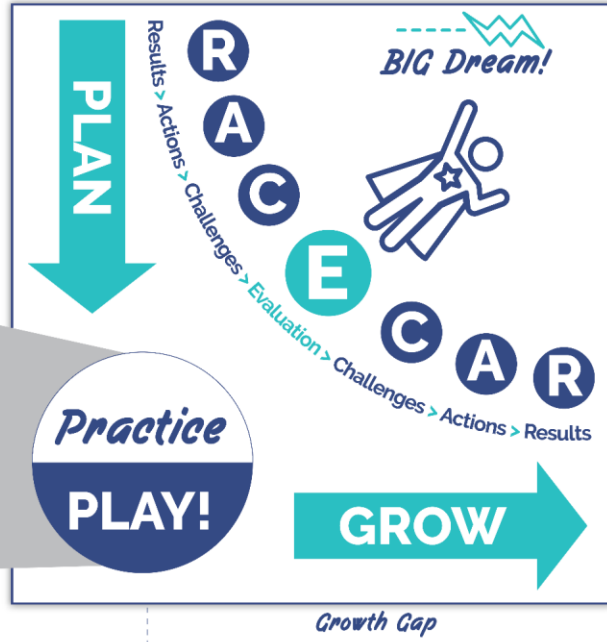 PLAN
R
A
C
E
C
A
R
Results > Actions > Challenges > Evaluation > Challenges > Actions > Results
BIG Dream!
Practice
PLAY!
GROW
Growth Gap